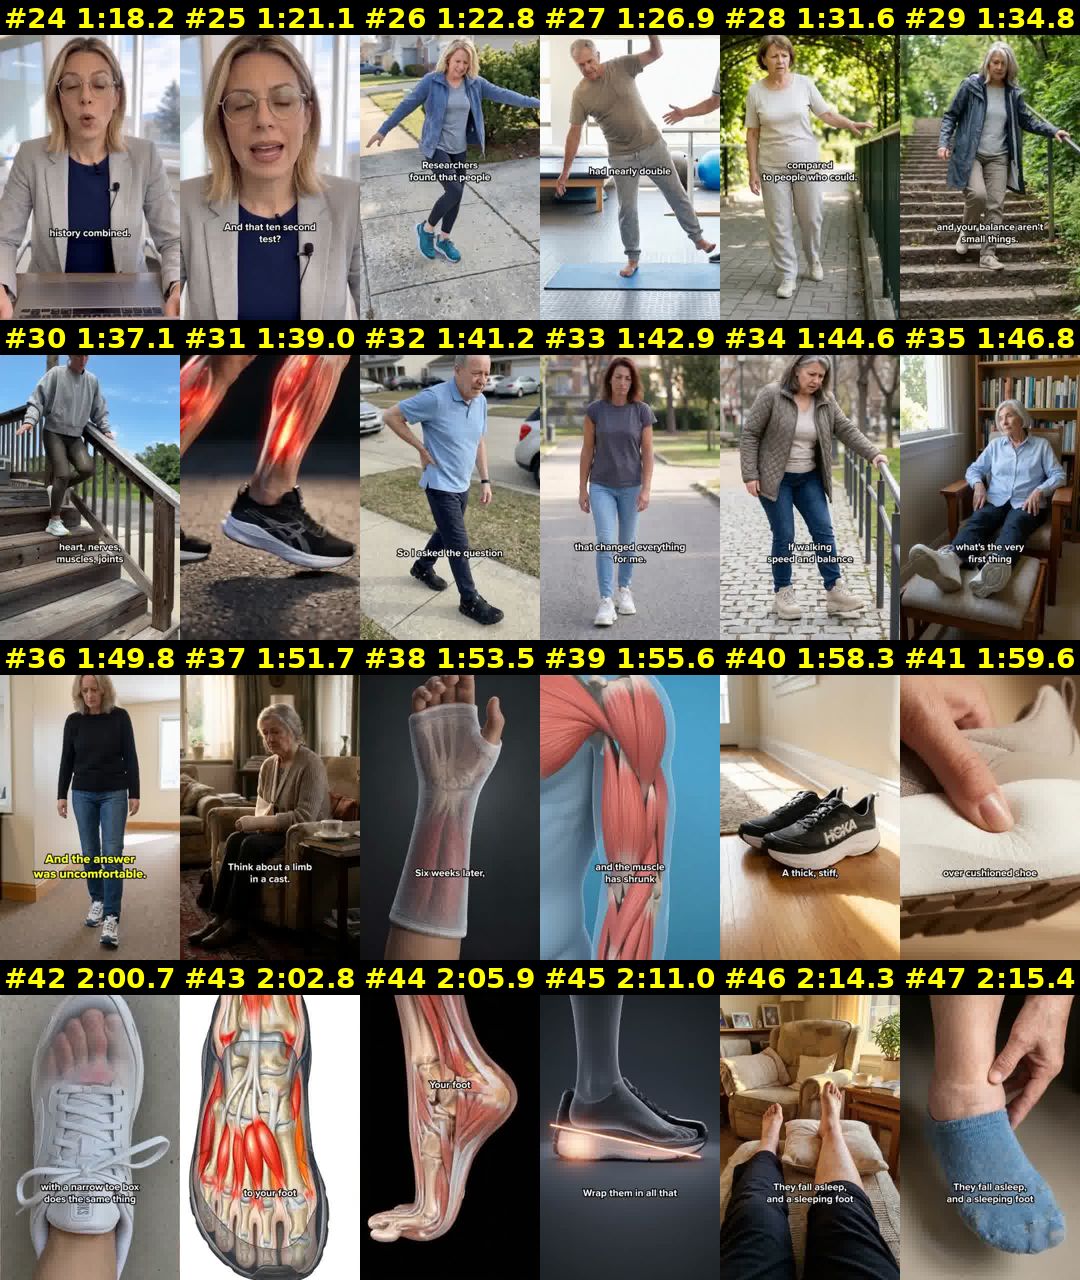 #24 1:18.2
#25 1:21.1
#26 1:22.8
#27 1:26.9
#28 1:31.6
#29 1:34.8
history combined.
And that ten second
test?
Researchers
found that people
had nearly double
compared
to people who could.
and your balance aren't
small things.
#30 1:37.1
#31 1:39.0
#32 1:41.2
#33 1:42.9
#34 1:44.6
#35 1:46.8
heart, nerves,
muscles, joints
So I asked the question
that changed everything
for me.
If walking
speed and balance
what's the very
first thing
#36 1:49.8
#37 1:51.7
#38 1:53.5
#39 1:55.6
#40 1:58.3
#41 1:59.6
And the answer
was uncomfortable.
Think about a limb
in a cast.
Six weeks later,
and the muscle
has shrunk
HOKA
A thick, stiff,
over cushioned shoe
#42 2:00.7
#43 2:02.8
#44 2:05.9
#45 2:11.0
#46 2:14.3
#47 2:15.4
with a narrow toe box
does the same thing
to your foot
Your foot
Wrap them in all that
They fall asleep,
and a sleeping foot
They fall asleep,
and a sleeping foot